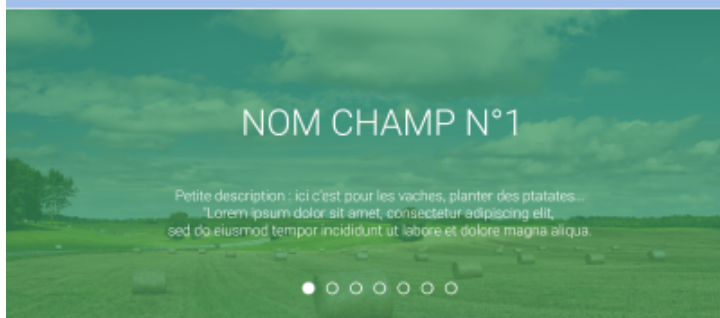 NOM CHAMP N°1
Petite description : ici c'est pour les vaches, planter des ptatates...
"Lorem ipsum dolor sit amet, consectetur adipiscing elit,
sed do eiusmod tempor incididunt ut labore et dolore magna aliqua.